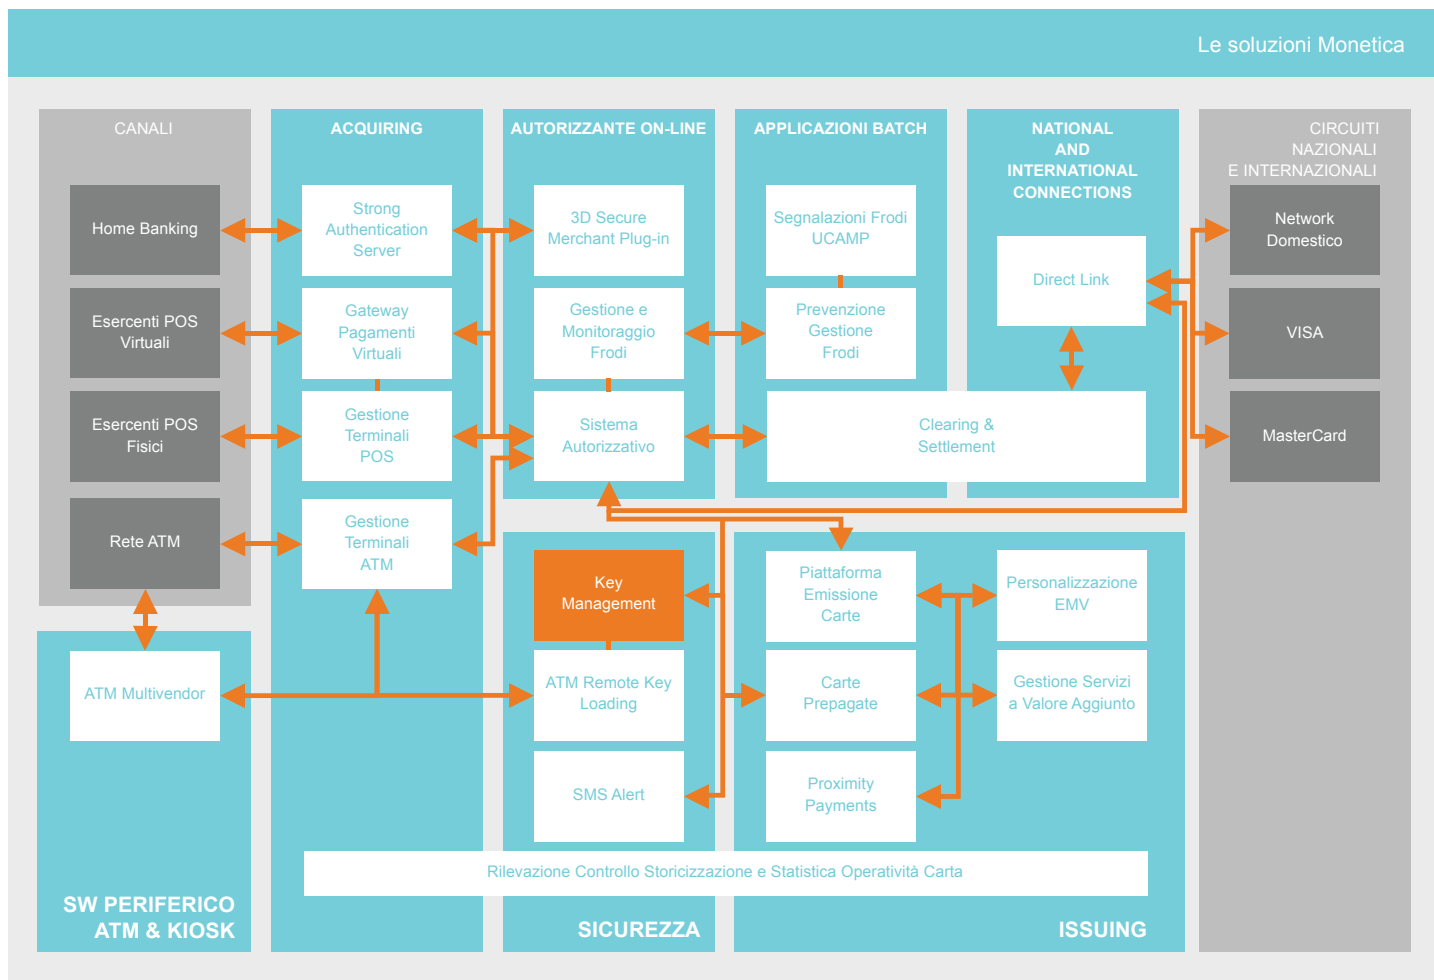 Le soluzioni Monetica
CANALI
Home Banking
Esercenti POS
Virtuali
Esercenti POS
Fisici
Rete ATM
ACQUIRING
Strong
Authentication
Server
Gateway
Pagamenti
Virtuali
Gestione
Terminali
POS
Gestione
Terminali
ATM
AUTORIZZANTE ON-LINE
3D Secure
Merchant Plug-in
Gestione e
Monitoraggio
Frodi
Sistema
Autorizzativo
APPLICAZIONI BATCH
Segnalazioni Frodi
UCAMP
Prevenzione
Gestione
Frodi
NATIONAL
AND
INTERNATIONAL
CONNECTIONS
Direct Link
Clearing &
Settlement
CIRCUITI
NAZIONALI
E INTERNAZIONALI
Network
Domestico
VISA
MasterCard
ATM Multivendor
SW PERIFERICO
ATM & KIOSK
Key
Management
ATM Remote Key
Loading
SMS Alert
Piattaforma
Emissione
Carte
Carte
Prepagate
Proximity
Payments
Personalizzazione
EMV
Gestione Servizi
a Valore Aggiunto
Rilevazione Controllo Storicizzazione e Statistica Operatività Carta
SICUREZZA
ISSUING